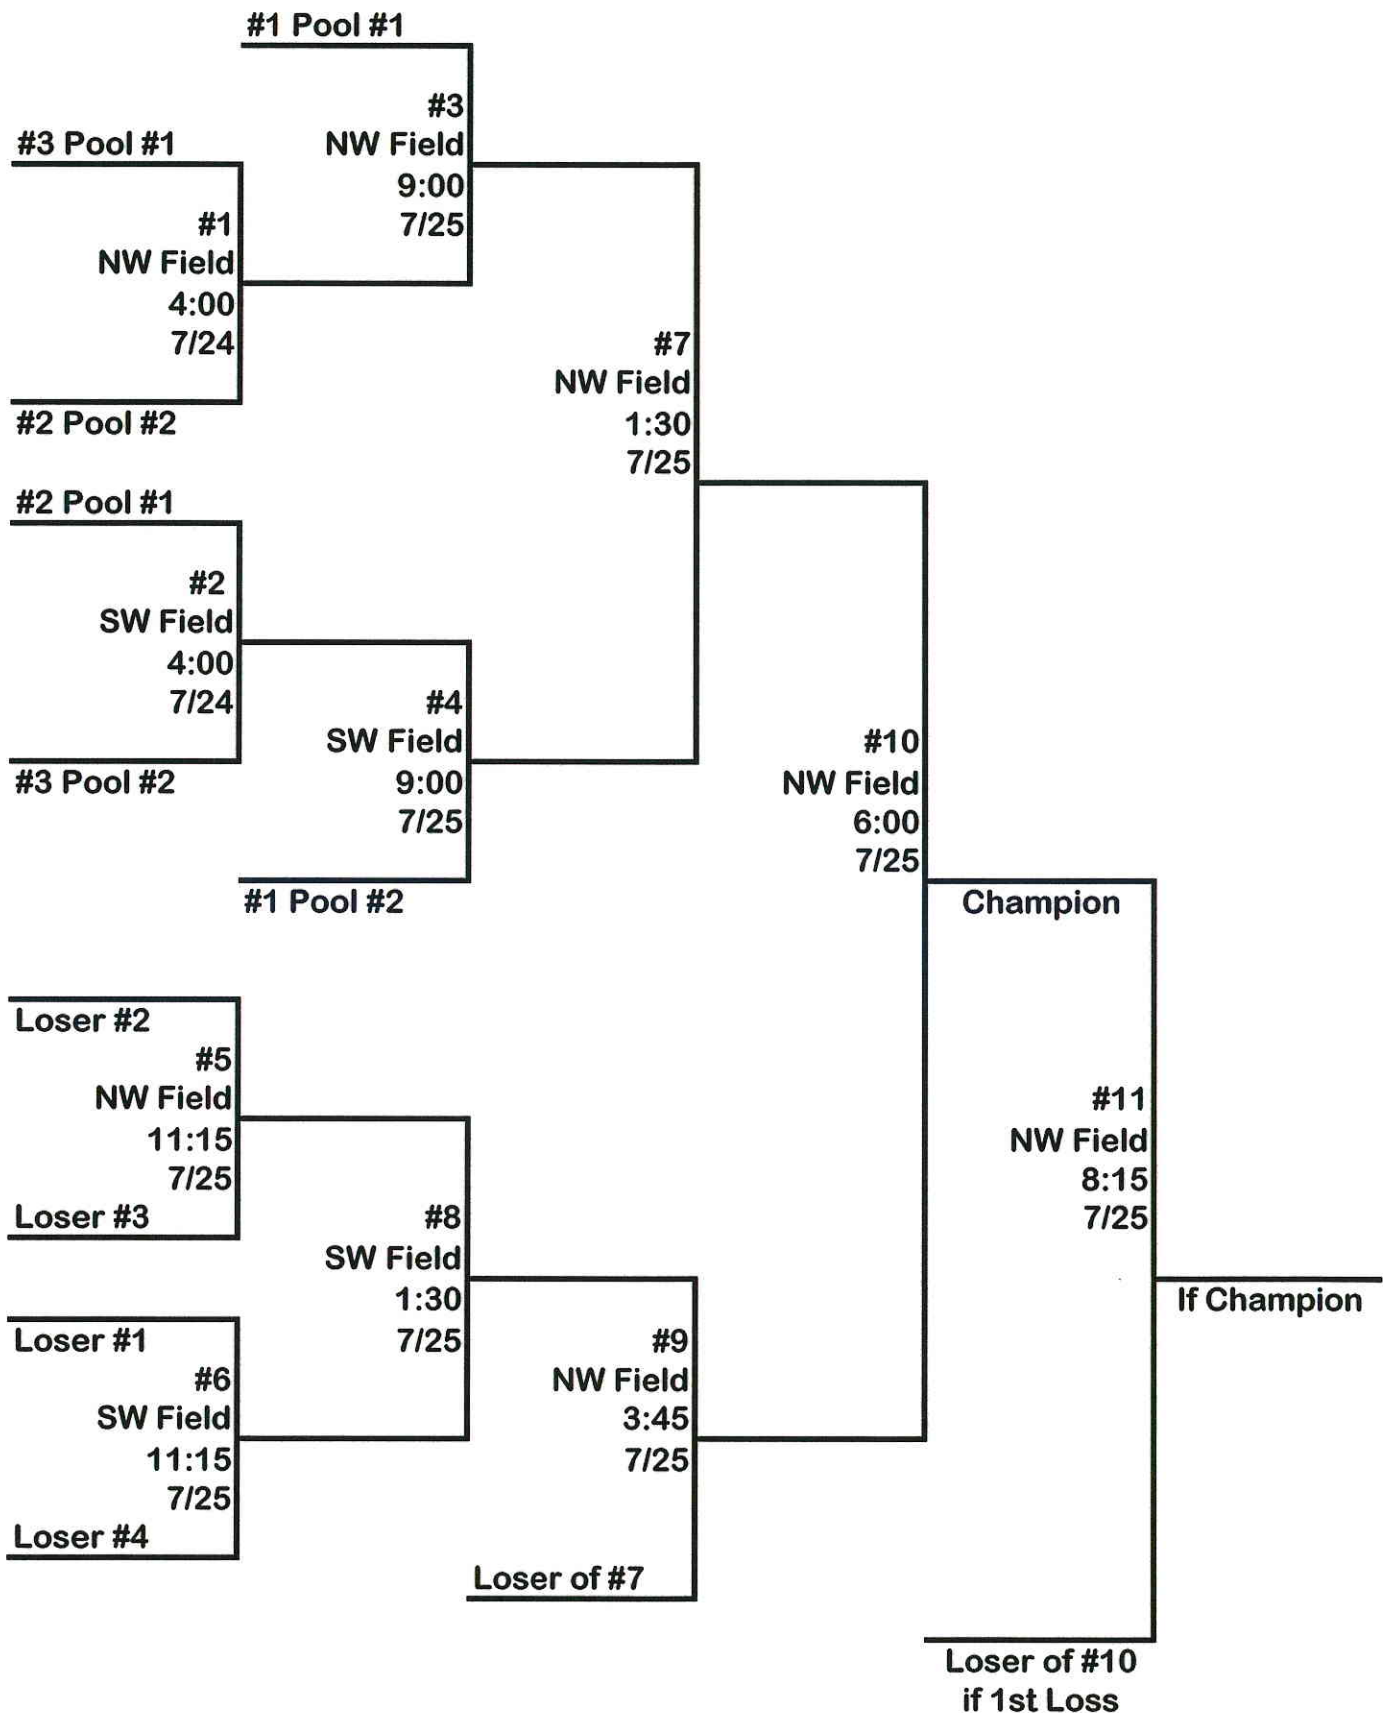 #1 Pool #1
#3
NW Field
9:00
7/25
#3 Pool #1
#1
NW Field
4:00
7/24
#2 Pool #2
#7
NW Field
1:30
7/25
#2 Pool #1
#2
SW Field
4:00
7/24
#3 Pool #2
#4
SW Field
9:00
7/25
#1 Pool #2
#10
NW Field
6:00
7/25
Champion
Loser #2
#5
NW Field
11:15
7/25
Loser #3
#8
SW Field
1:30
7/25
Loser #1
#6
SW Field
11:15
7/25
Loser #4
#9
NW Field
3:45
7/25
Loser of #7
#11
NW Field
8:15
7/25
If Champion
Loser of #10
if 1st Loss